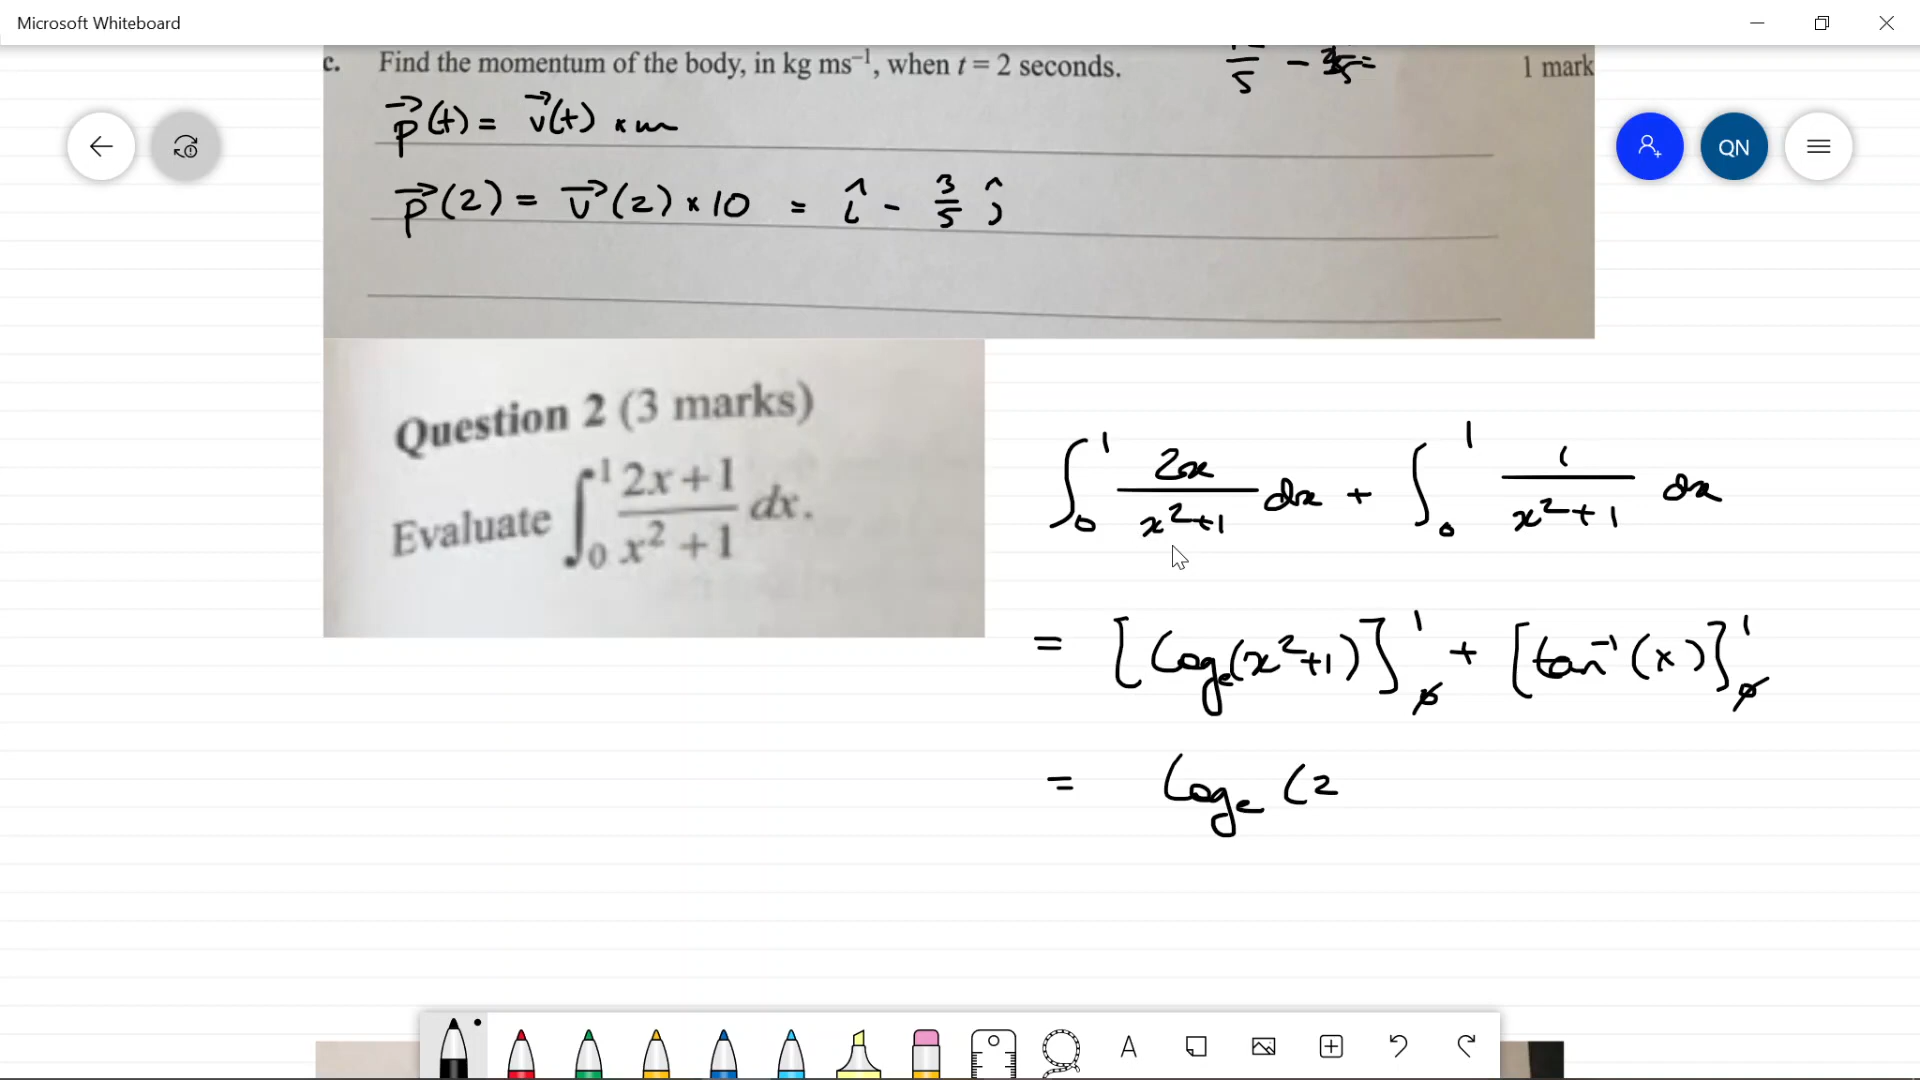 Microsoft Whiteboard
c. Find the momentum of the body, in kg ms⁻¹, when t = 2 seconds.
1 mark
5 - =
p⃗(t) = v⃗(t) × m
p⃗(2) = v⃗(2) × 10 = î - 3/5 ĵ
QN
Question 2 (3 marks)
Evaluate ∫₀¹ (2x + 1)/(x² + 1) dx.
∫₀¹ 2x/(x²+1) dx + ∫₀¹ 1/(x²+1) dx
= [Logₑ(x²+1)]₀¹ + [tan⁻¹(x)]₀¹
= Logₑ (2
A